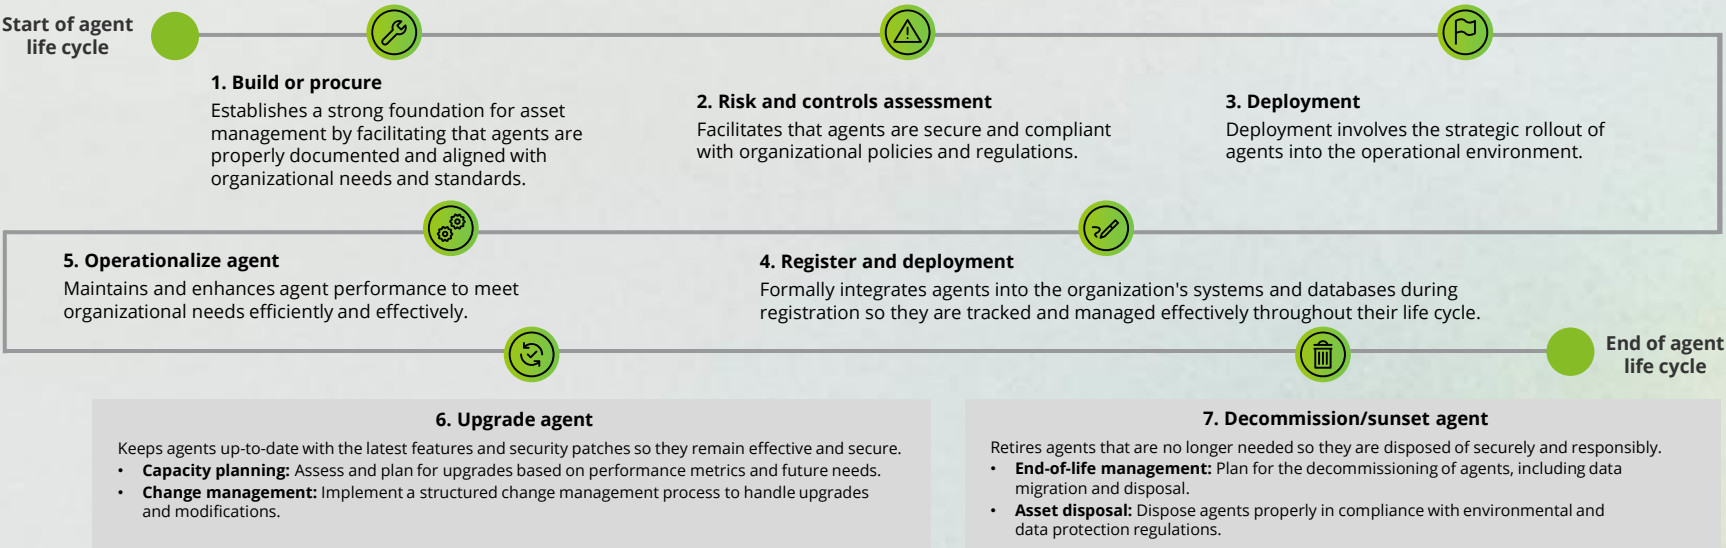 Start of agent
life cycle
1. Build or procure
Establishes a strong foundation for asset
management by facilitating that agents are
properly documented and aligned with
organizational needs and standards.
2. Risk and controls assessment
Facilitates that agents are secure and compliant
with organizational policies and regulations.
3. Deployment
Deployment involves the strategic rollout of
agents into the operational environment.
4. Register and deployment
Formally integrates agents into the organization's systems and databases during
registration so they are tracked and managed effectively throughout their life cycle.
5. Operationalize agent
Maintains and enhances agent performance to meet
organizational needs efficiently and effectively.
6. Upgrade agent
Keeps agents up-to-date with the latest features and security patches so they remain effective and secure.
• Capacity planning: Assess and plan for upgrades based on performance metrics and future needs.
• Change management: Implement a structured change management process to handle upgrades
and modifications.
7. Decommission/sunset agent
Retires agents that are no longer needed so they are disposed of securely and responsibly.
• End-of-life management: Plan for the decommissioning of agents, including data
migration and disposal.
• Asset disposal: Dispose agents properly in compliance with environmental and
data protection regulations.
End of agent
life cycle